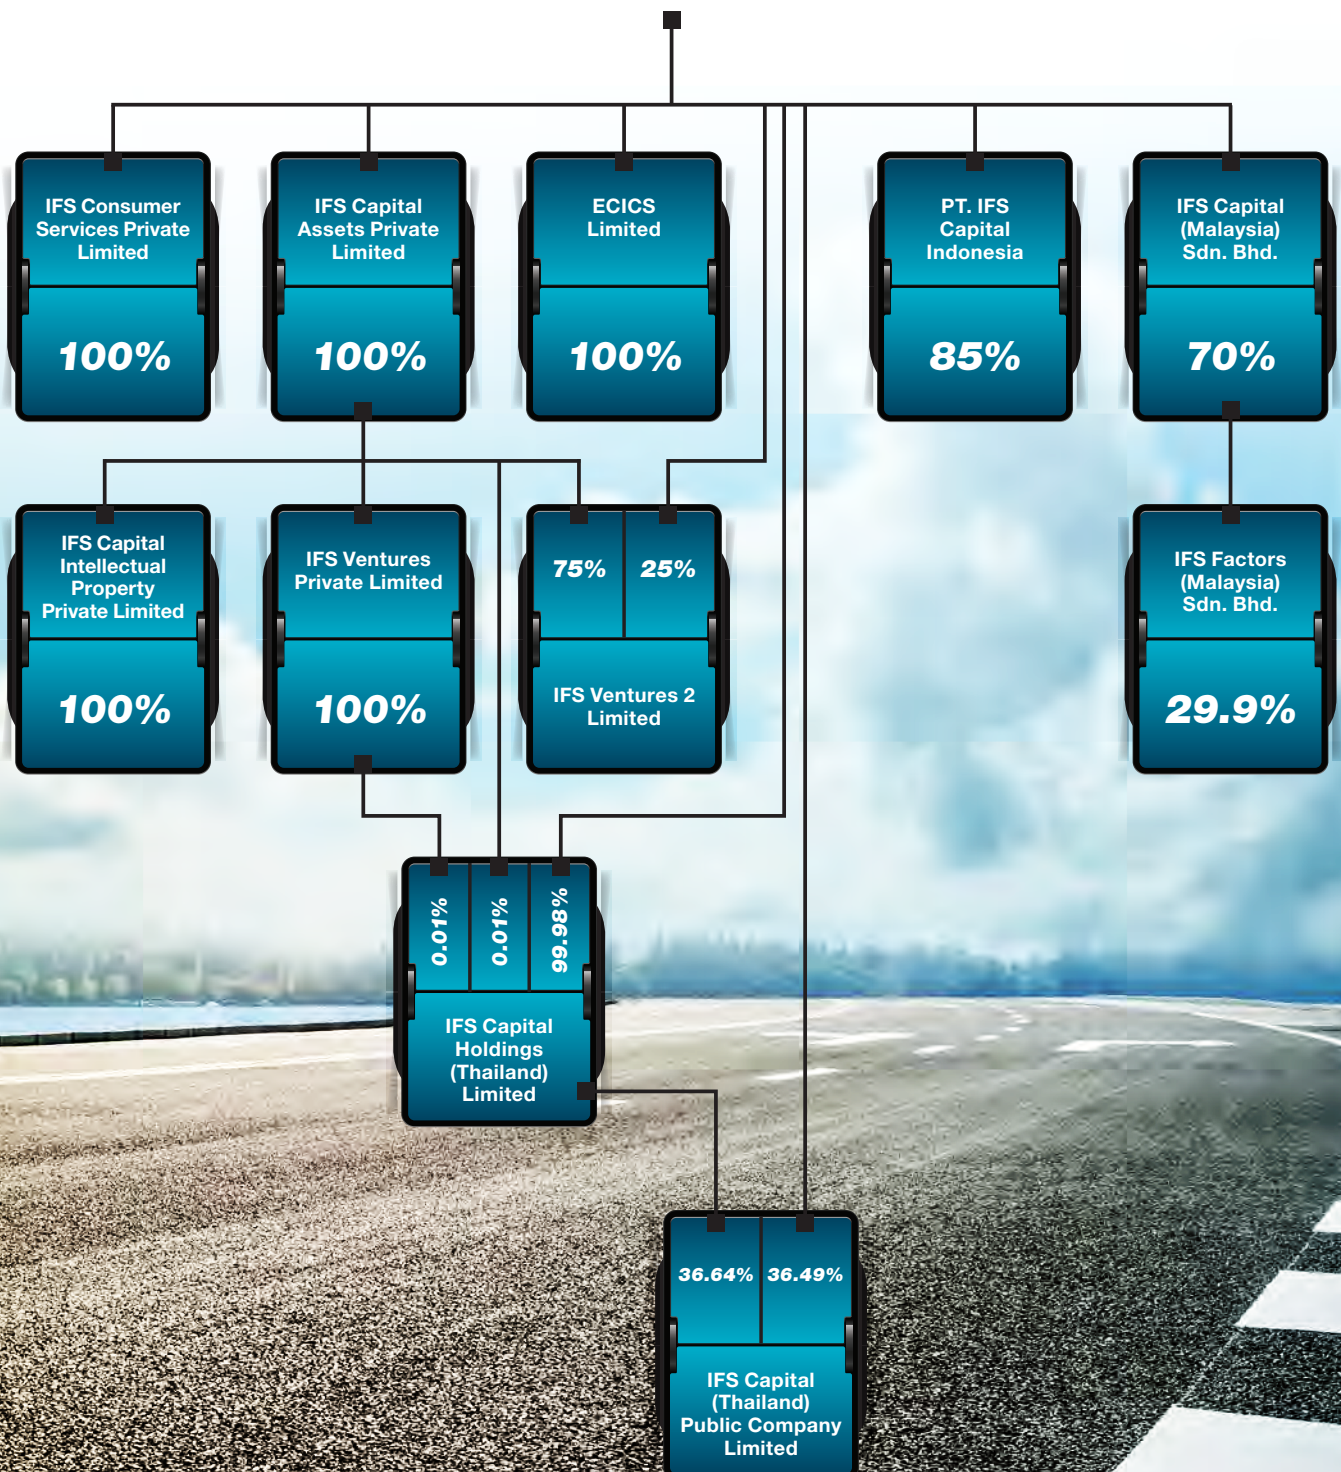 IFS Consumer
Services Private
Limited
100%
IFS Capital
Assets Private
Limited
100%
ECICS
Limited
100%
PT. IFS
Capital
Indonesia
85%
IFS Capital
(Malaysia)
Sdn. Bhd.
70%
IFS Capital
Intellectual
Property
Private Limited
100%
IFS Ventures
Private Limited
100%
75% 25%
IFS Ventures 2
Limited
IFS Factors
(Malaysia)
Sdn. Bhd.
29.9%
0.01%
0.01%
99.98%
IFS Capital
Holdings
(Thailand)
Limited
36.64% 36.49%
IFS Capital
(Thailand)
Public Company
Limited